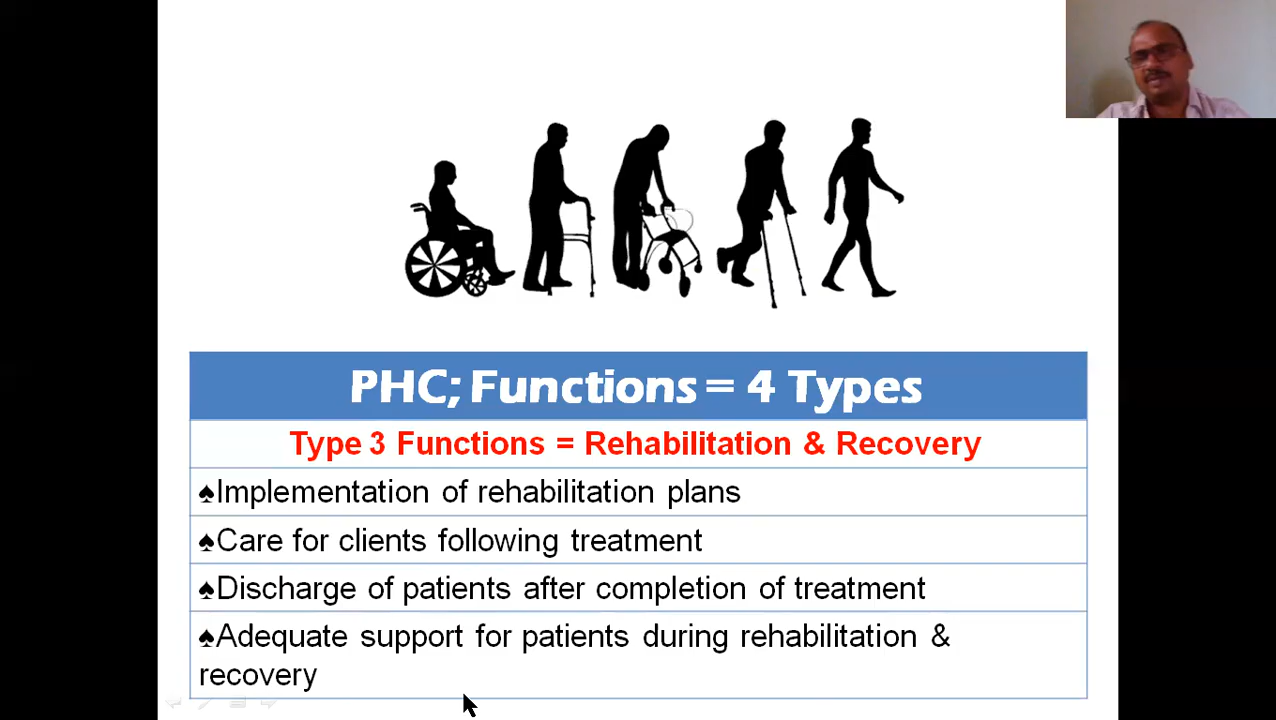 PHC; Functions = 4 Types
Type 3 Functions = Rehabilitation & Recovery
♠Implementation of rehabilitation plans
♠Care for clients following treatment
♠Discharge of patients after completion of treatment
♠Adequate support for patients during rehabilitation &
recovery